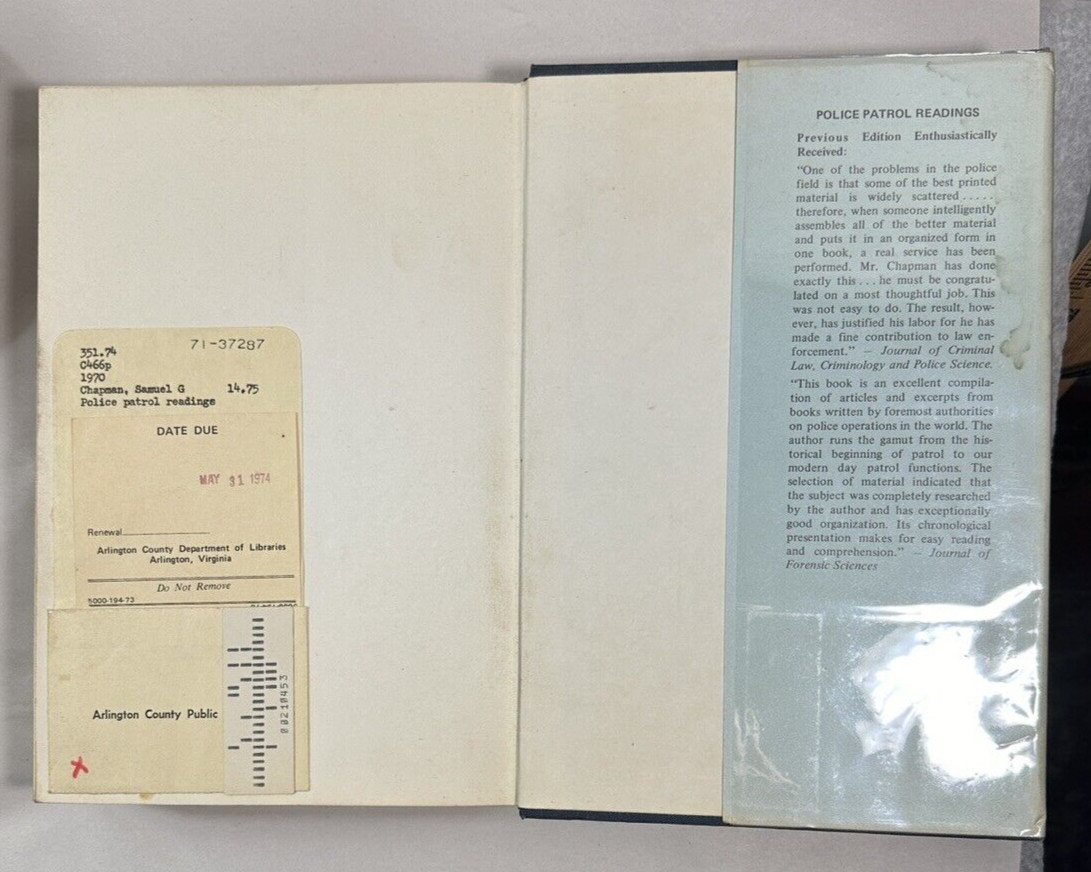 71-37287
351.74
C466p
1970
Chapman, Samuel G 14.75
Police patrol readings
DATE DUE
MAY 31 1974
Renewal
Arlington County Department of Libraries
Arlington, Virginia
Do Not Remove
5000-194-73
Arlington County Public
00210453
POLICE PATROL READINGS
Previous Edition Enthusiastically
Received:
"One of the problems in the police
field is that some of the best printed
material is widely scattered .....
therefore, when someone intelligently
assembles all of the better material
and puts it in an organized form in
one book, a real service has been
performed. Mr. Chapman has done
exactly this ... he must be congratu-
lated on a most thoughtful job. This
was not easy to do. The result, how-
ever, has justified his labor for he has
made a fine contribution to law en-
forcement." – Journal of Criminal
Law, Criminology and Police Science.
"This book is an excellent compila-
tion of articles and excerpts from
books written by foremost authorities
on police operations in the world. The
author runs the gamut from the his-
torical beginning of patrol to our
modern day patrol functions. The
selection of material indicated that
the subject was completely researched
by the author and has exceptionally
good organization. Its chronological
presentation makes for easy reading
and comprehension." – Journal of
Forensic Sciences